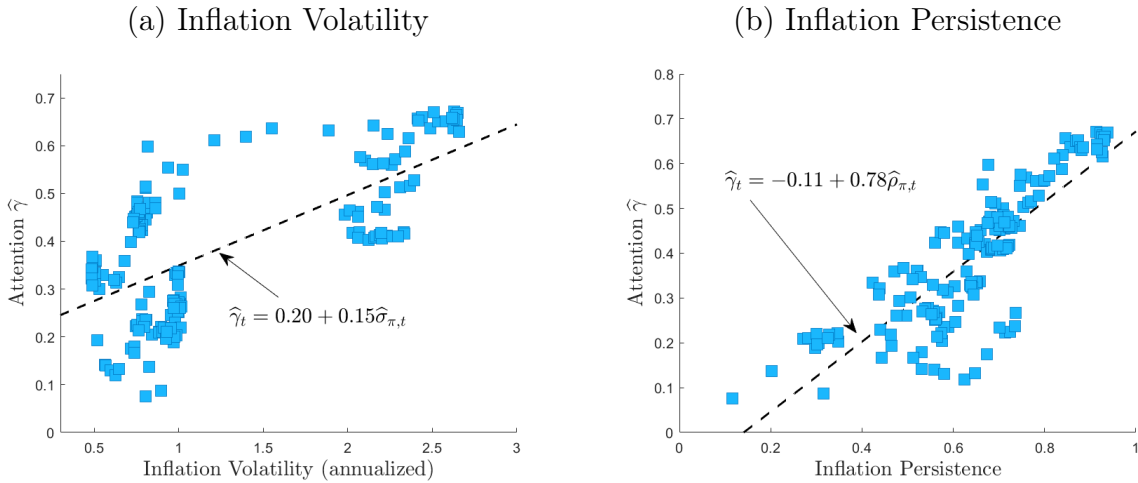 (a) Inflation Volatility
0.7
0.6
0.5
0.4
0.3
0.2
0.1
0
Attention γ̂
γ̂ₜ = 0.20 + 0.15σ̂π,ₜ
0.5 1 1.5 2 2.5 3
Inflation Volatility (annualized)
(b) Inflation Persistence
0.8
0.7
0.6
0.5
0.4
0.3
0.2
0.1
0
Attention γ̂
γ̂ₜ = −0.11 + 0.78ρ̂π,ₜ
0 0.2 0.4 0.6 0.8 1
Inflation Persistence